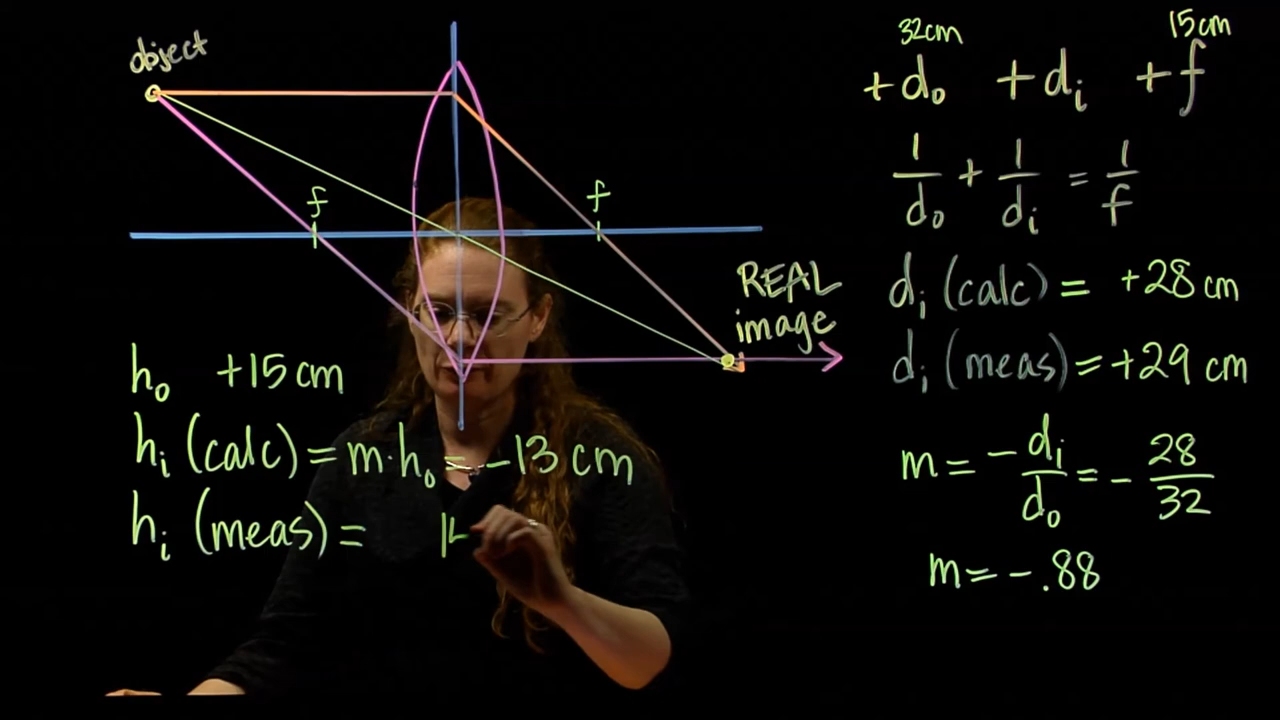 object
f
f
REAL
image
h₀ +15 cm
hᵢ (calc) = m·h₀ = -13 cm
hᵢ (meas) =
32cm 15cm
+d₀ +dᵢ +f
1/d₀ + 1/dᵢ = 1/f
dᵢ (calc) = +28 cm
dᵢ (meas) = +29 cm
m = - dᵢ/d₀ = - 28/32
m = -.88